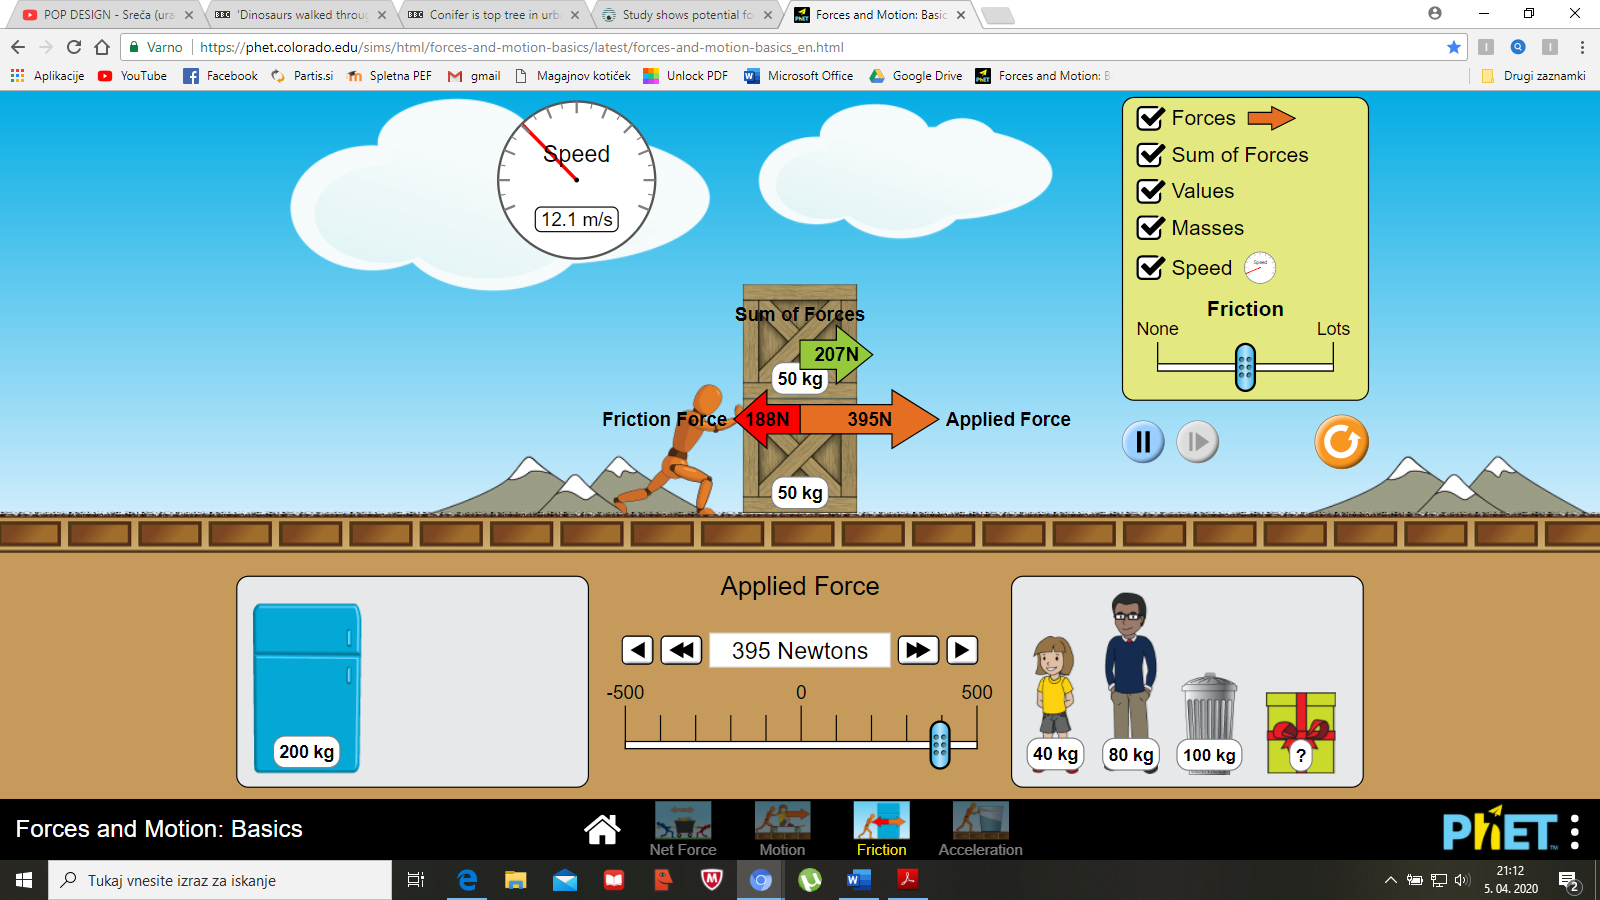 POP DESIGN - Sreča (ura
'Dinosaurs walked throug
Conifer is top tree in urb
Study shows potential fo
Forces and Motion: Basic
Varno
https://phet.colorado.edu/sims/html/forces-and-motion-basics/latest/forces-and-motion-basics_en.html
Aplikacije
YouTube
Facebook
Partis.si
Spletna PEF
gmail
Magajnov kotiček
Unlock PDF
Microsoft Office
Google Drive
Forces and Motion: B
Drugi zaznamki
Speed
12.1 m/s
Forces
Sum of Forces
Values
Masses
Speed
Friction
None
Lots
Sum of Forces
207N
50 kg
Friction Force
188N
395N
Applied Force
50 kg
Applied Force
395 Newtons
-500
0
500
200 kg
40 kg
80 kg
100 kg
?
Forces and Motion: Basics
Net Force
Motion
Friction
Acceleration
PhET
Tukaj vnesite izraz za iskanje
21:12
5. 04. 2020
2